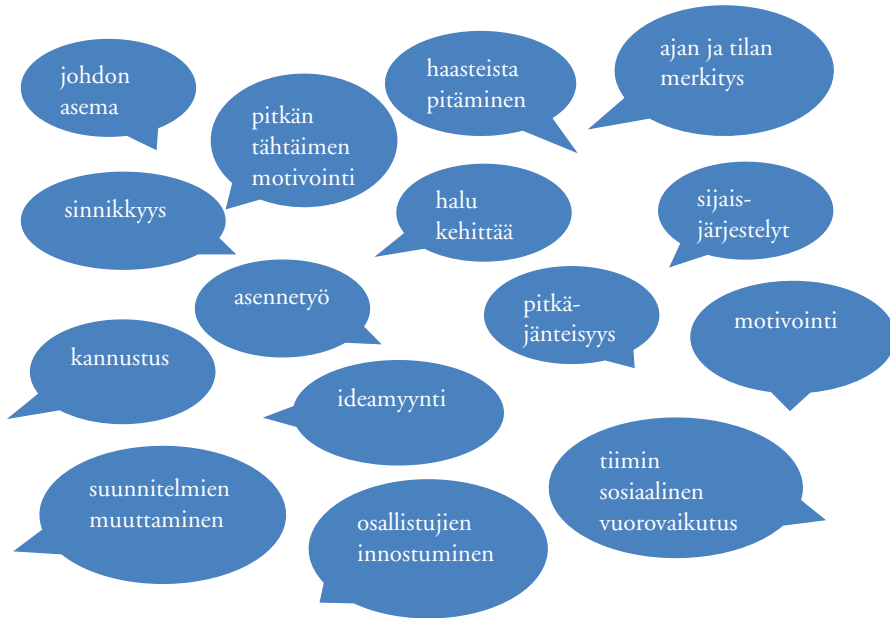 johdon
asema
pitkän
tähtäimen
motivointi
haasteista
pitäminen
ajan ja tilan
merkitys
sinnikkyys
halu
kehittää
sijais-
järjestelyt
asennetyö
pitkä-
jänteisyys
motivointi
kannustus
ideamyynti
suunnitelmien
muuttaminen
osallistujien
innostuminen
tiimin
sosiaalinen
vuorovaikutus